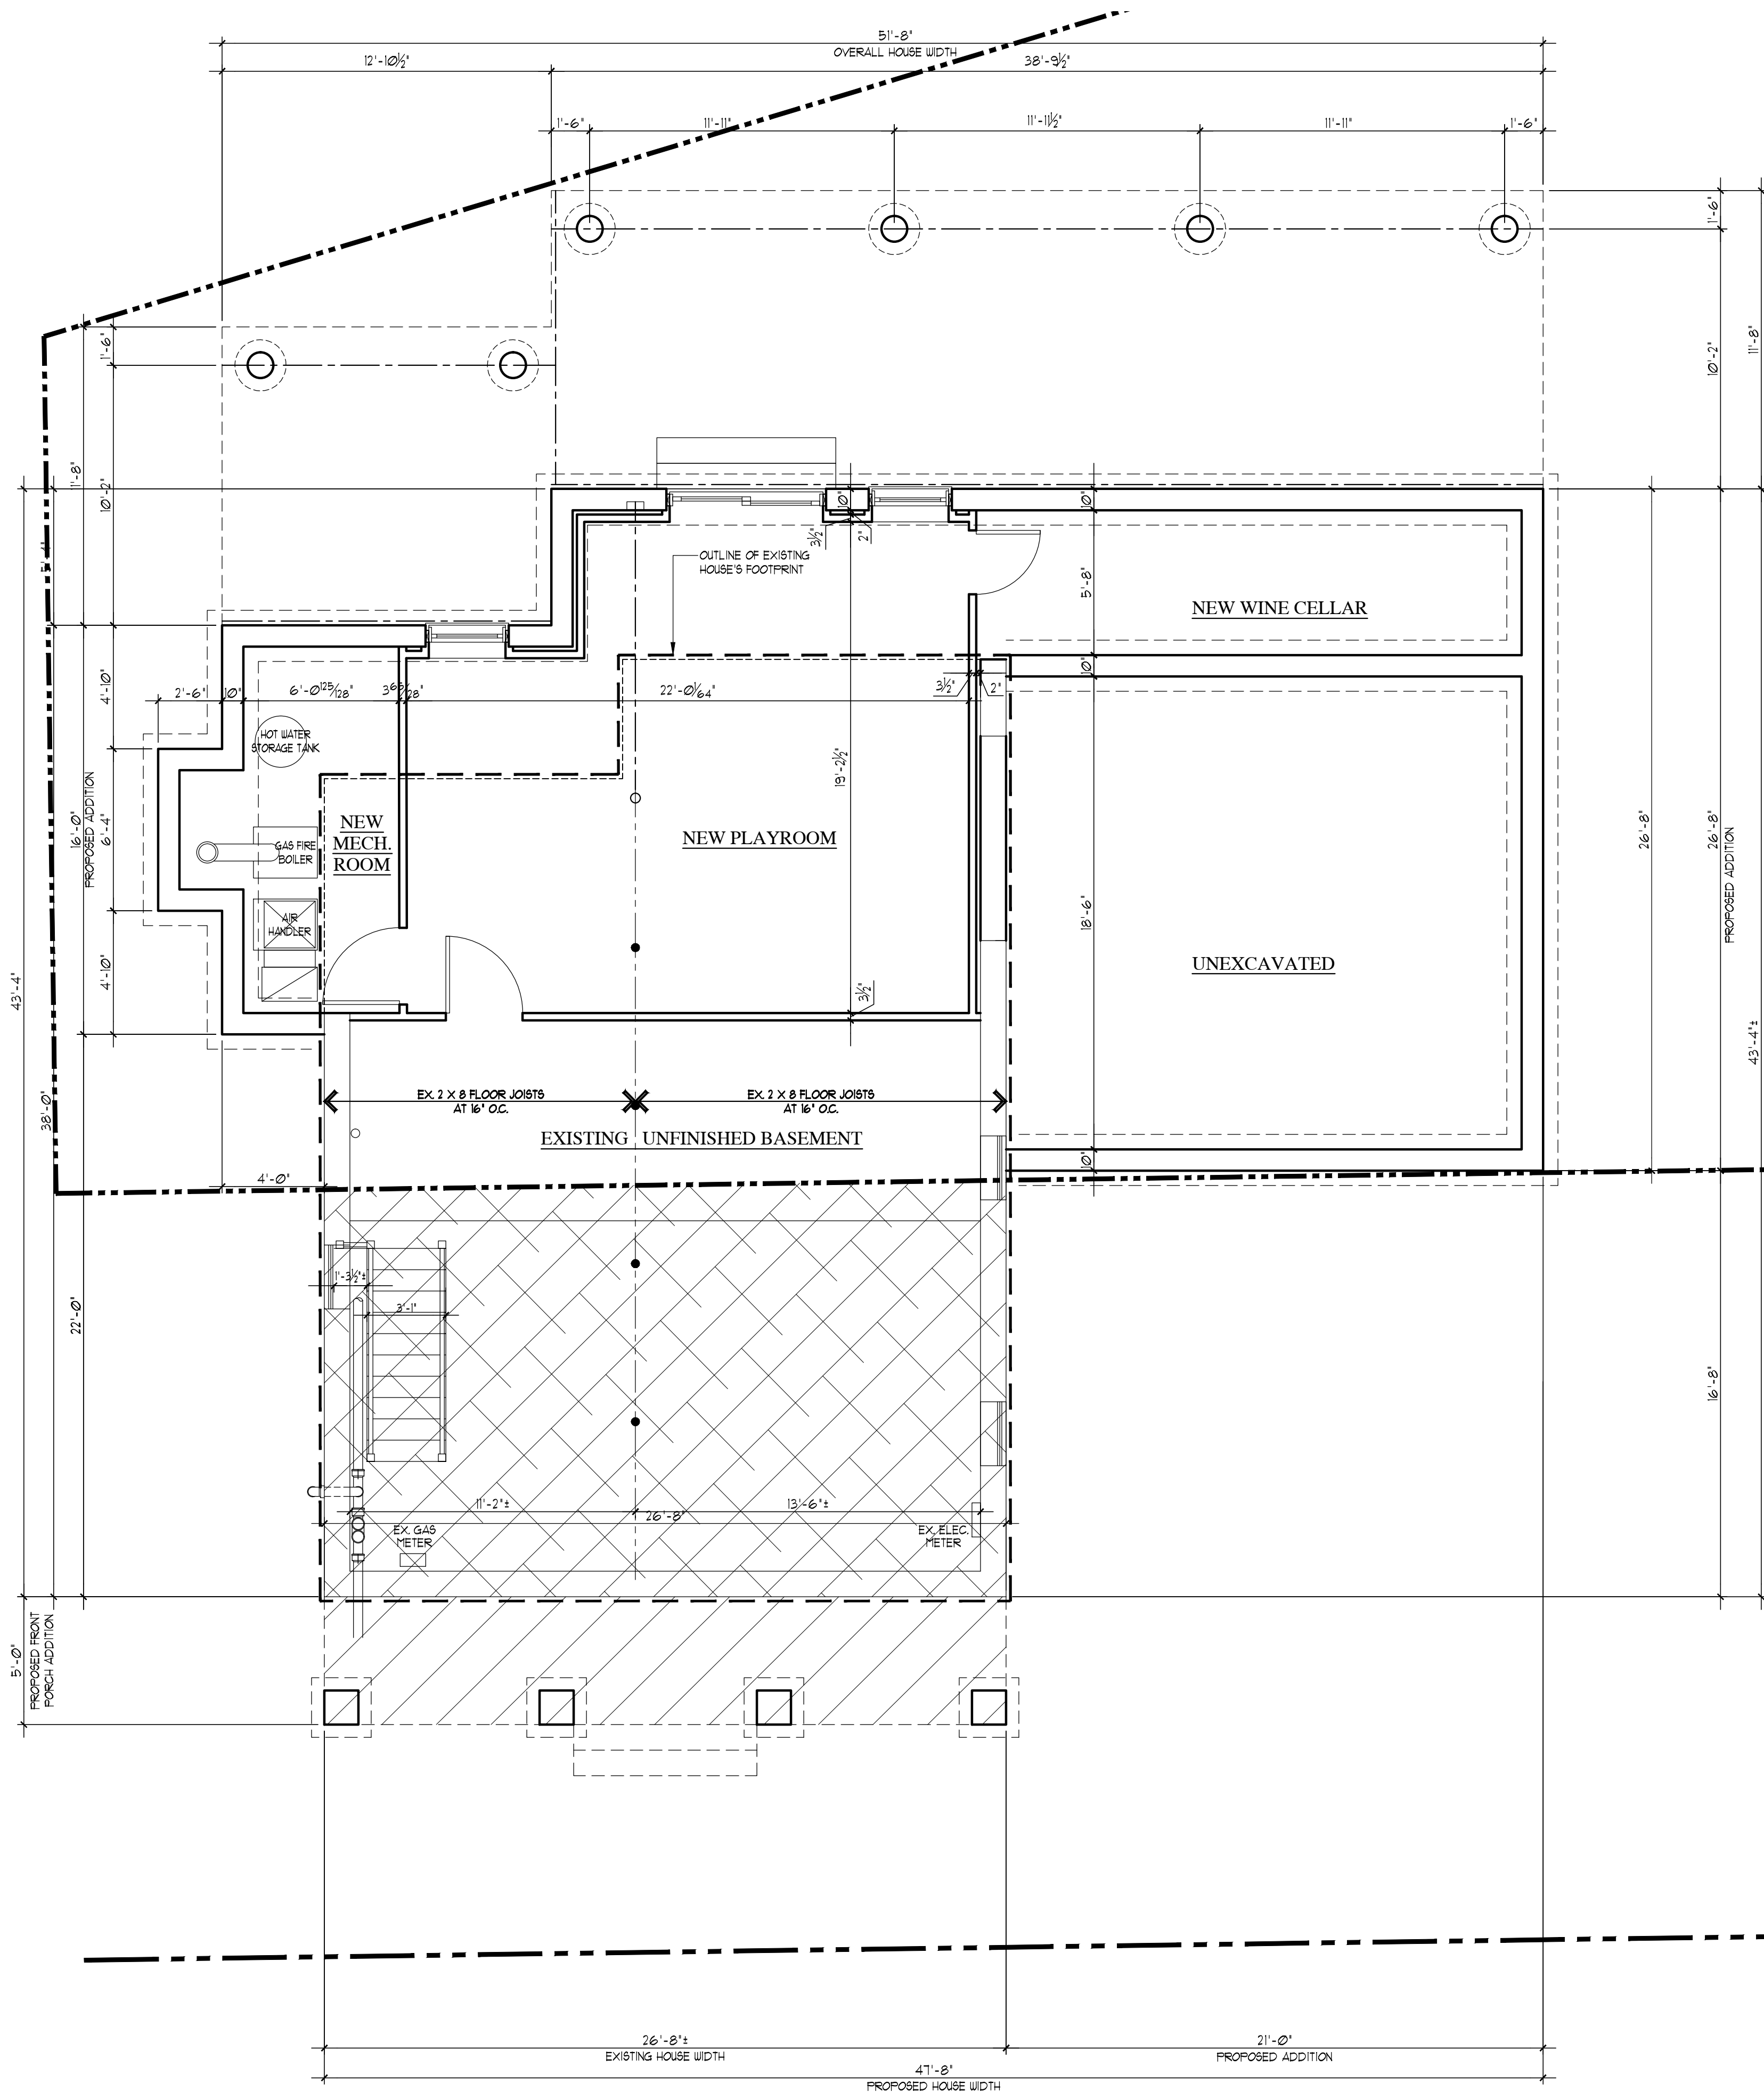 51'-8"
OVERALL HOUSE WIDTH
12'-10½"
38'-9½"
1'-6"
11'-11"
11'-11½"
11'-11"
1'-6"
1'-6"
10'-2"
11'-8"
1'-6"
11'-8"
10'-2"
10"
3½"
2"
10"
OUTLINE OF EXISTING
HOUSE'S FOOTPRINT
5'-8"
NEW WINE CELLAR
10"
2'-6"
10"
6'-0125/128"
22'-01/64"
3½"
2"
4'-10"
HOT WATER
STORAGE TANK
19'-2½"
NEW
MECH.
ROOM
NEW PLAYROOM
GAS FIRE
BOILER
16'-0"
PROPOSED ADDITION
6'-4"
26'-8"
26'-8"
PROPOSED ADDITION
AIR
HANDLER
18'-6"
4'-10"
UNEXCAVATED
43'-4"
3½"
43'-4"±
38'-0"
EX. 2 X 8 FLOOR JOISTS
AT 16" O.C.
EX. 2 X 8 FLOOR JOISTS
AT 16" O.C.
EXISTING UNFINISHED BASEMENT
10"
4'-0"
1'-3½"±
3'-1"
22'-0"
16'-8"
11'-2"±
13'-6"±
26'-8"
EX. GAS
METER
EX. ELEC.
METER
5'-0"
PROPOSED FRONT
PORCH ADDITION
26'-8"±
EXISTING HOUSE WIDTH
21'-0"
PROPOSED ADDITION
47'-8"
PROPOSED HOUSE WIDTH